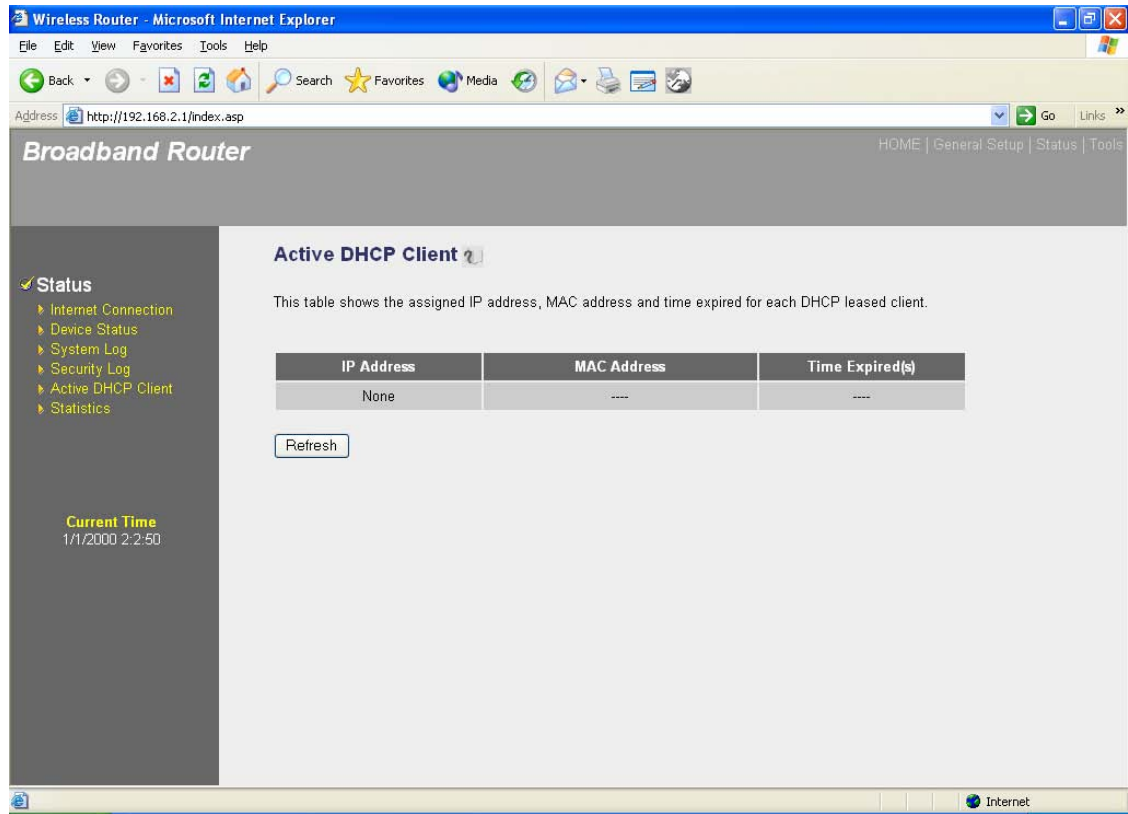 Wireless Router - Microsoft Internet Explorer
File Edit View Favorites Tools Help
Back Search Favorites Media
Address http://192.168.2.1/index.asp Go Links »
Broadband Router
HOME | General Setup | Status | Tools
Status
Internet Connection
Device Status
System Log
Security Log
Active DHCP Client
Statistics
Current Time
1/1/2000 2:2:50
Active DHCP Client
This table shows the assigned IP address, MAC address and time expired for each DHCP leased client.
IP Address MAC Address Time Expired(s)
None ---- ----
Refresh
Internet